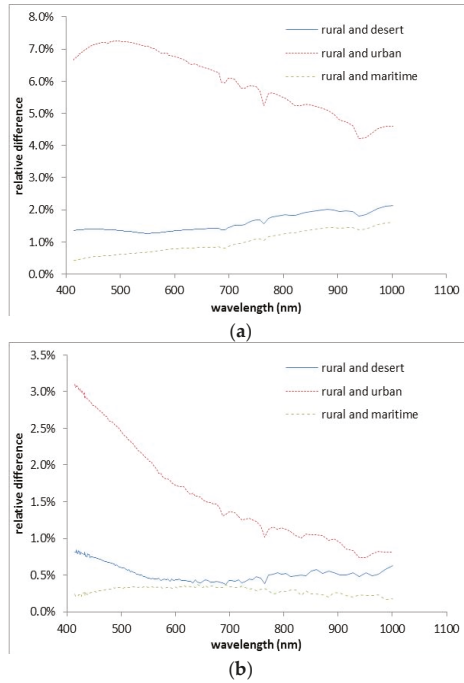 8.0%
7.0%
6.0%
5.0%
4.0%
3.0%
2.0%
1.0%
0.0%
relative difference
rural and desert
rural and urban
rural and maritime
400 500 600 700 800 900 1000 1100
wavelength (nm)
(a)
3.5%
3.0%
2.5%
2.0%
1.5%
1.0%
0.5%
0.0%
relative difference
rural and desert
rural and urban
rural and maritime
400 500 600 700 800 900 1000 1100
wavelength (nm)
(b)